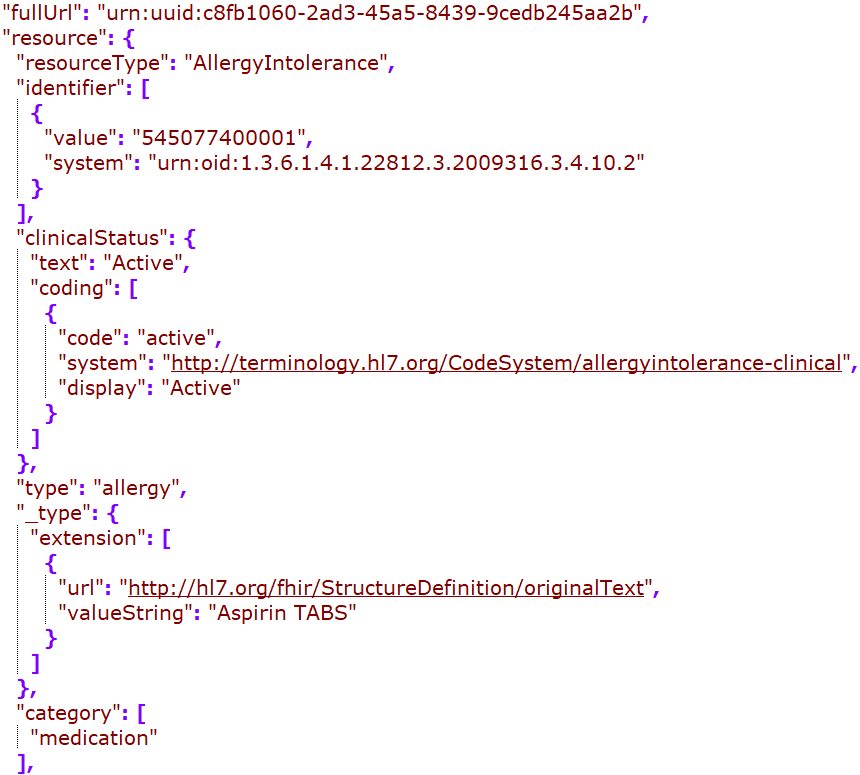 "fullUrl": "urn:uuid:c8fb1060-2ad3-45a5-8439-9cedb245aa2b",
"resource": {
"resourceType": "AllergyIntolerance",
"identifier": [
{
"value": "545077400001",
"system": "urn:oid:1.3.6.1.4.1.22812.3.2009316.3.4.10.2"
}
],
"clinicalStatus": {
"text": "Active",
"coding": [
{
"code": "active",
"system": "http://terminology.hl7.org/CodeSystem/allergyintolerance-clinical",
"display": "Active"
}
]
},
"type": "allergy",
"_type": {
"extension": [
{
"url": "http://hl7.org/fhir/StructureDefinition/originalText",
"valueString": "Aspirin TABS"
}
]
},
"category": [
"medication"
],